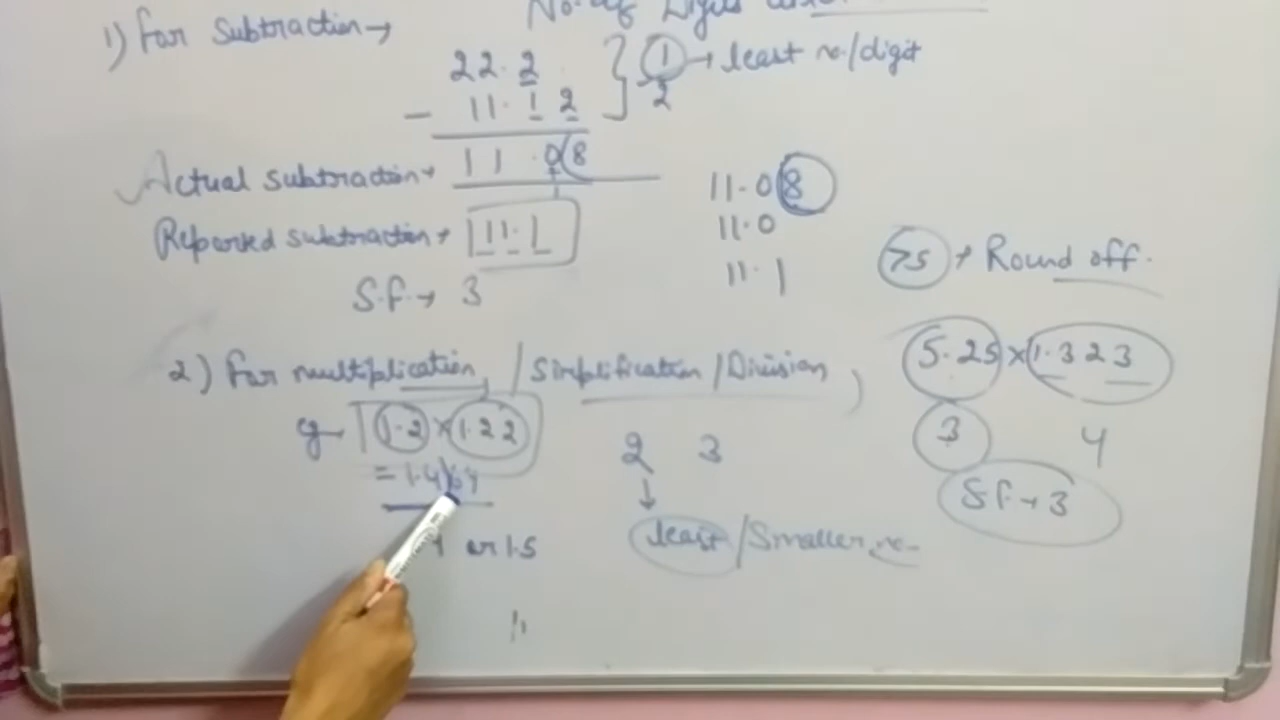 No. of Digits
1) For Subtraction →
22.2
- 11.12
1 → least no/digit
2
Actual subtraction → 11.08
Reported subtraction → 11.1
S.F. → 3
11.08
11.0
11.1
>5 → Round off.
2) For multiplication, / Simplification / Division
eg. 1.2 × 1.22
= 1.464
or 1.5
2 3
↓
least / Smaller no
5.25 × 1.323
3 4
S.F → 3